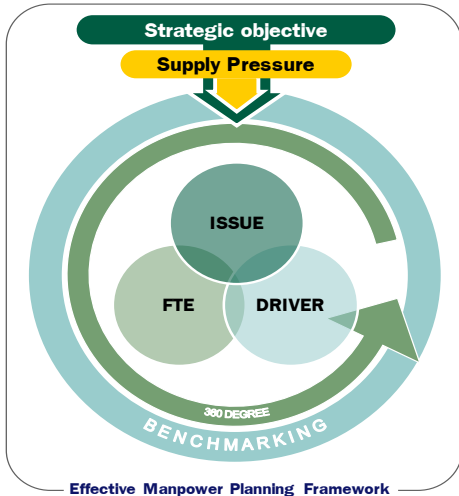 Strategic objective
Supply Pressure
ISSUE
FTE
DRIVER
360 DEGREE
BENCHMARKING
Effective Manpower Planning Framework